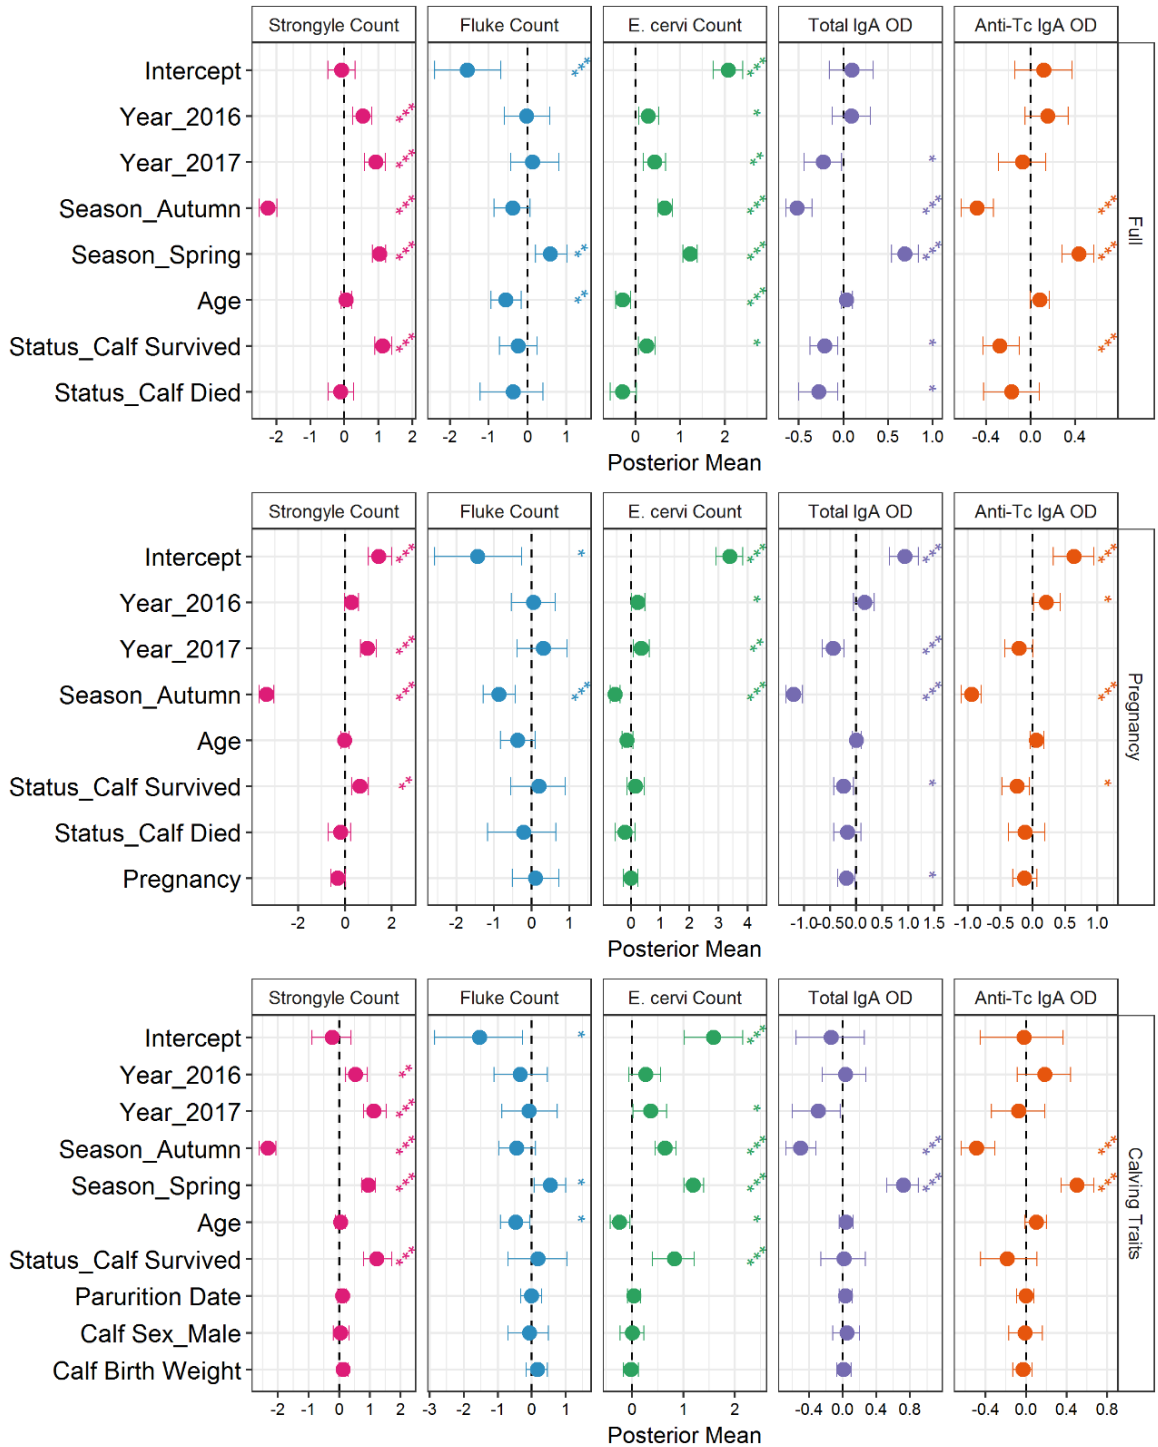 Strongyle Count Fluke Count E. cervi Count Total IgA OD Anti-Tc IgA OD
Intercept ***  *** ***
Year_2016 *** *
Year_2017 *** ** *
Season_Autumn *** *** *** ***
Season_Spring *** ** *** *** ***
Age ** ***
Status_Calf Survived *** * * ***
Status_Calf Died *
Full
-2 -1 0 1 2 -2 -1 0 1 0 1 2 -0.5 0.0 0.5 1.0 -0.4 0.0 0.4
Posterior Mean
Strongyle Count Fluke Count E. cervi Count Total IgA OD Anti-Tc IgA OD
Intercept *** * *** *** ***
Year_2016 * *
Year_2017 *** ** ***
Season_Autumn *** *** *** *** ***
Age
Status_Calf Survived ** * *
Status_Calf Died
Pregnancy *
Pregnancy
-2 0 2 -2 -1 0 1 0 1 2 3 4 -1.0 -0.5 0.0 0.5 1.0 1.5 -1.0 -0.5 0.0 0.5 1.0
Posterior Mean
Strongyle Count Fluke Count E. cervi Count Total IgA OD Anti-Tc IgA OD
Intercept * ***
Year_2016 **
Year_2017 *** *
Season_Autumn *** *** *** ***
Season_Spring *** * *** *** ***
Age * *
Status_Calf Survived *** ***
Parurition Date
Calf Sex_Male
Calf Birth Weight
Calving Traits
-2 -1 0 1 2 -3 -2 -1 0 1 0 1 2 -0.4 0.0 0.4 0.8 -0.4 0.0 0.4 0.8
Posterior Mean